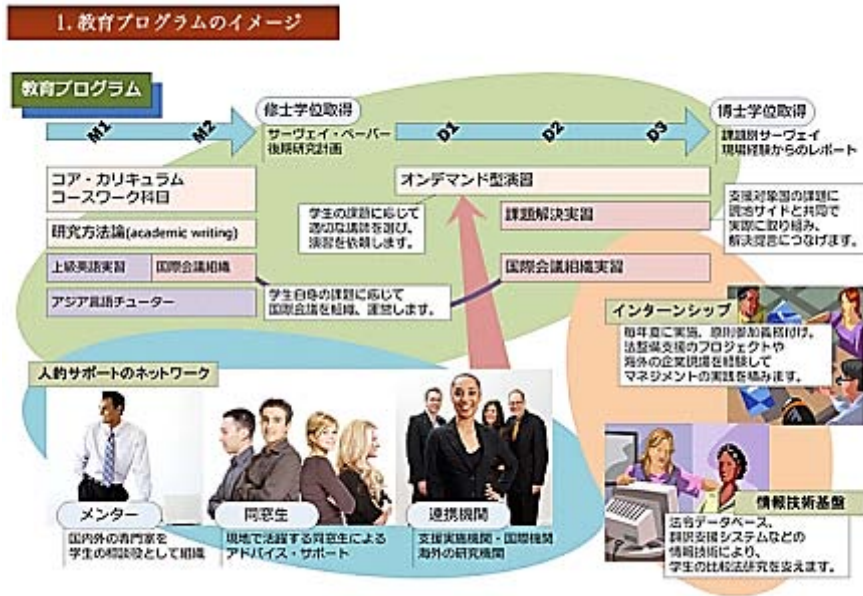 1. 教育プログラムのイメージ
教育プログラム
M1
M2
修士学位取得
サーヴェイ・ペーパー
後期研究計画
D1
D2
D3
博士学位取得
課題別サーヴェイ
現場経験からのレポート
コア・カリキュラム
コースワーク科目
研究方法論(academic writing)
上級英語実習
国際会議組織
アジア言語チューター
オンデマンド型演習
学生の課題に応じて
適切な講師を選び、
演習を依頼します。
課題解決実習
支援対象国の課題に
現地サイドと共同で
実際に取り組み、
解決提言につなげます。
国際会議組織実習
学生自身の課題に応じて
国際会議を組織、運営します。
インターンシップ
毎年夏に実施、原則参加義務付け。
法整備支援のプロジェクトや
海外の企業現場を経験して
マネジメントの実践を積みます。
人的サポートのネットワーク
メンター
国内外の専門家を
学生の相談役として組織
同窓生
現地で活躍する同窓生による
アドバイス・サポート
連携機関
支援実施機関・国際機関
海外の研究機関
情報技術基盤
法令データベース、
翻訳支援システムなどの
情報技術により、
学生の比較法研究を支えます。